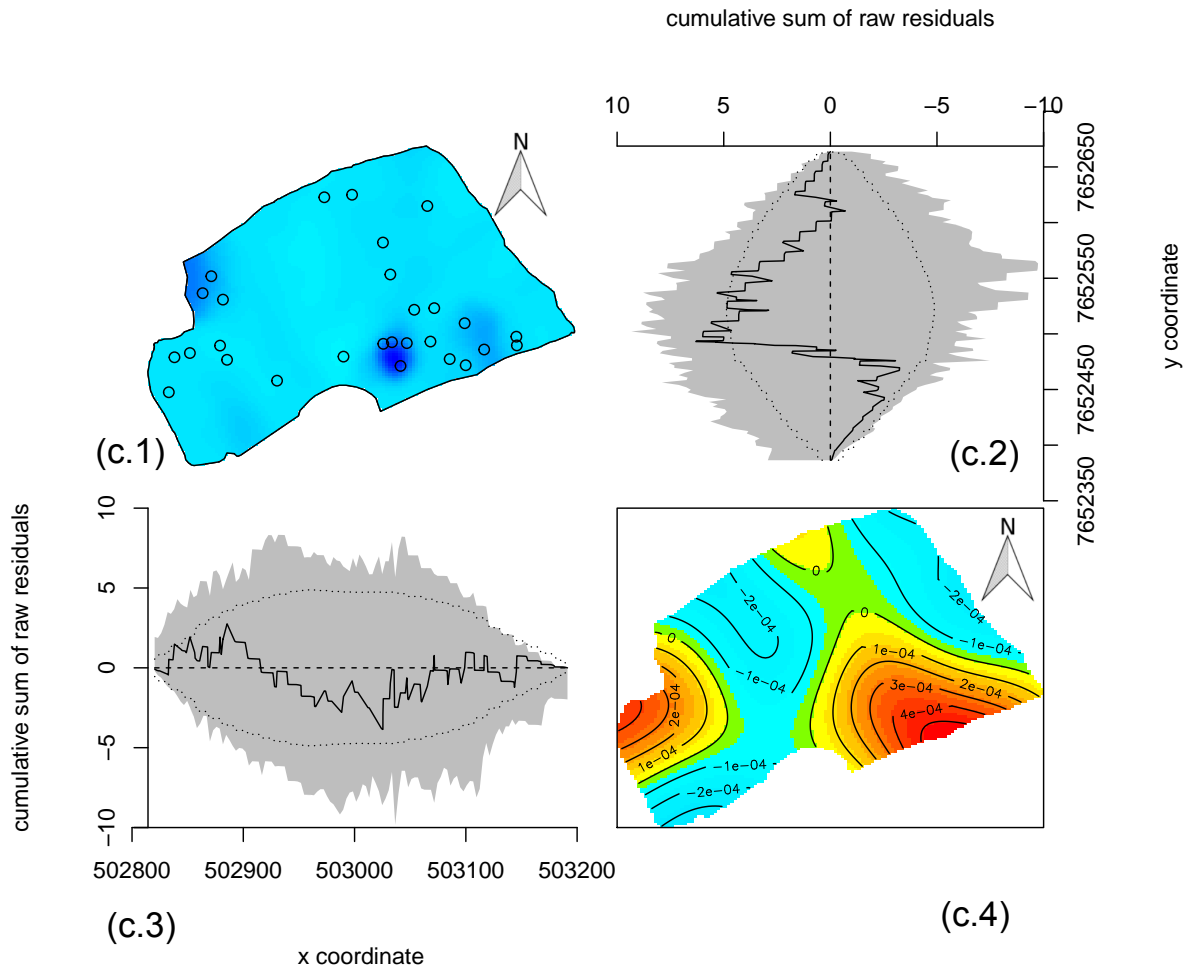 cumulative sum of raw residuals
10 5 0 −5 −10
N
7652650
7652550
7652450
7652350
y coordinate
(c.1)
(c.2)
cumulative sum of raw residuals
10
5
0
−5
−10
502800 502900 503000 503100 503200
(c.3)
x coordinate
N
0
−2e−04
−2e−04
0
0
−1e−04
1e−04
−1e−04
2e−04
3e−04
2e−04
4e−04
1e−04
−1e−04
−2e−04
(c.4)